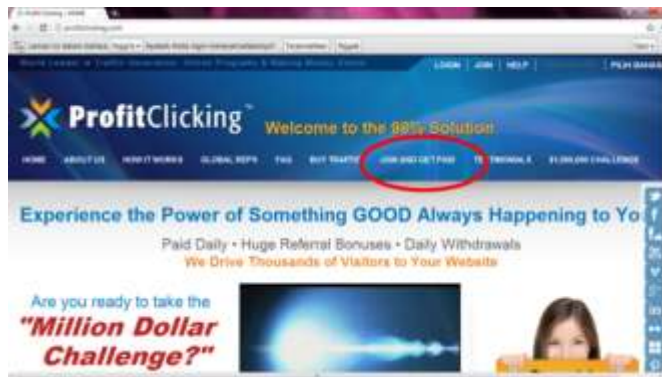 profitclicking.com
LOGIN | JOIN | HELP |
ProfitClicking™
Welcome to the 98% Solution
HOME ABOUT US HOW IT WORKS GLOBAL REPS FAQ BUY TRAFFIC JOIN AND GET PAID TESTIMONIALS $1,000,000 CHALLENGE
Experience the Power of Something GOOD Always Happening to Yo
Paid Daily • Huge Referral Bonuses • Daily Withdrawals
We Drive Thousands of Visitors to Your Website
Are you ready to take the
"Million Dollar
Challenge?"